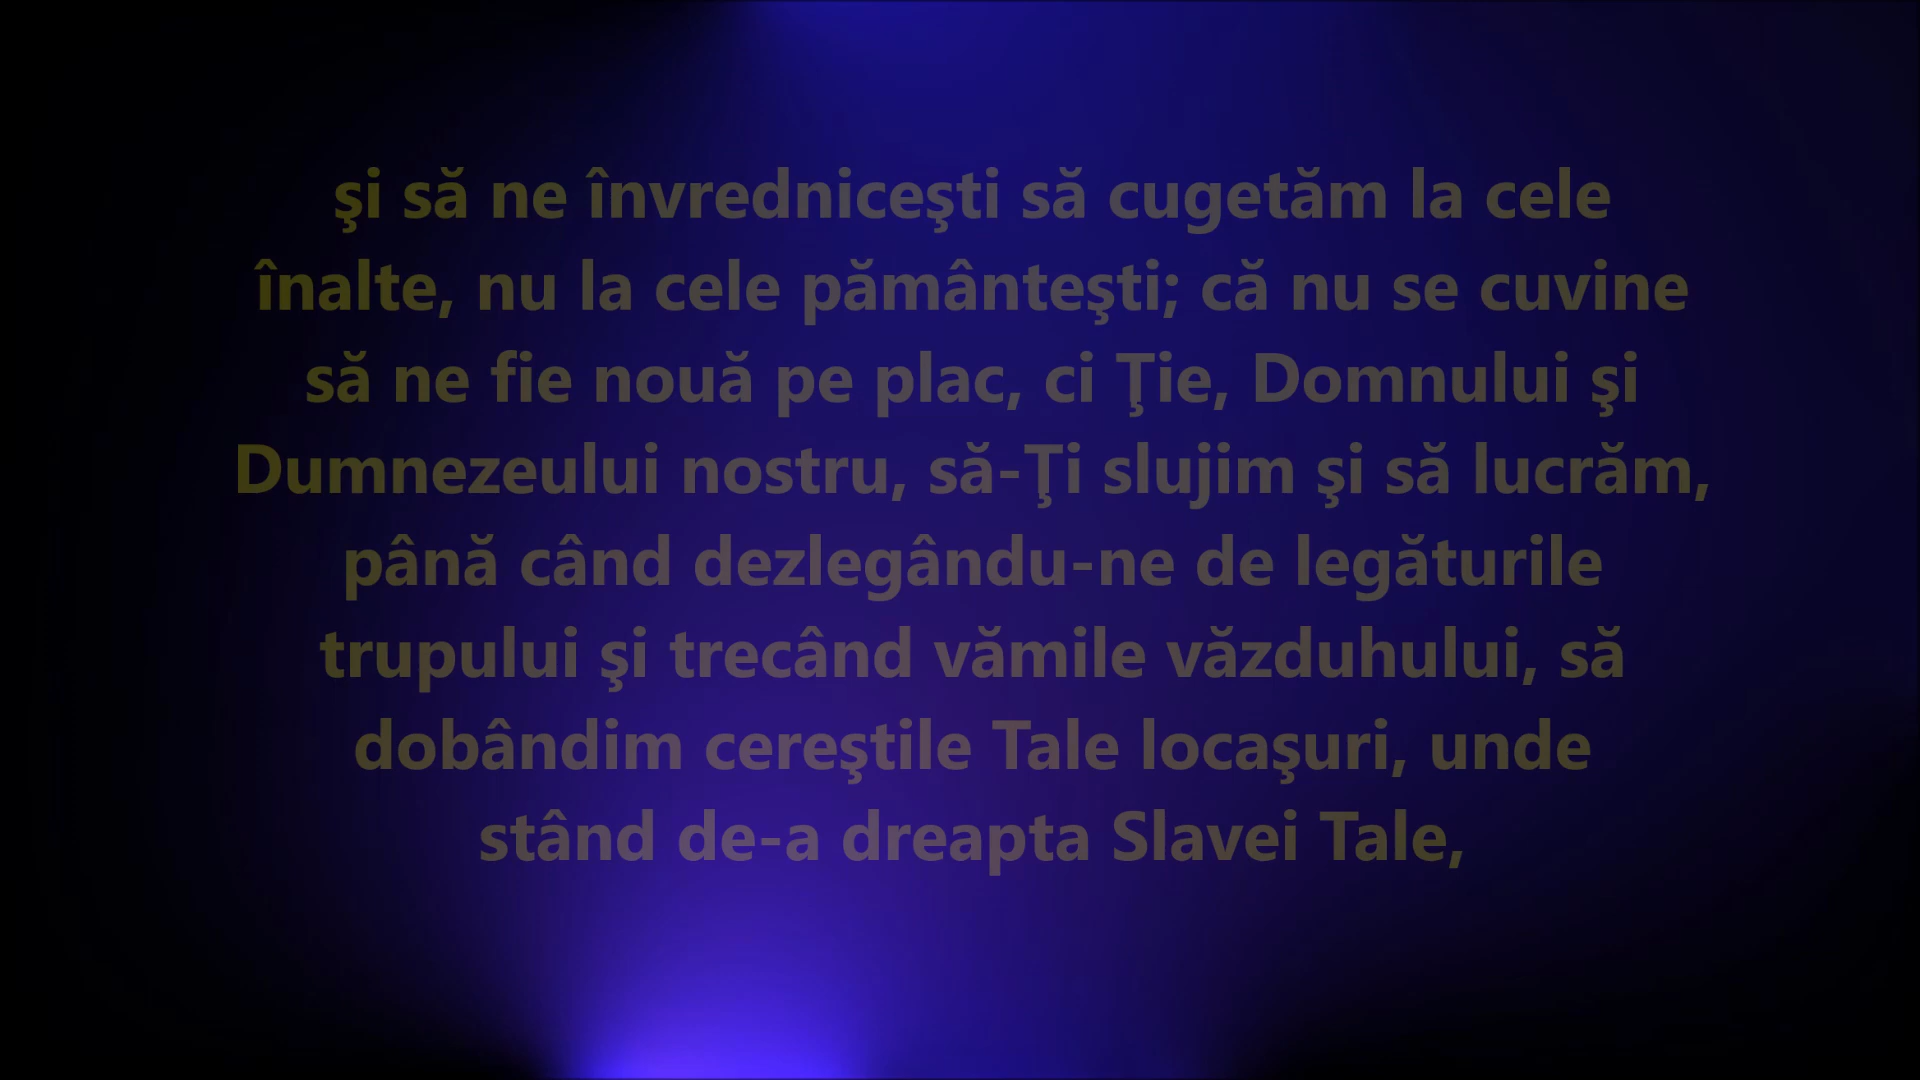 şi să ne învredniceşti să cugetăm la cele
înalte, nu la cele pământeşti; că nu se cuvine
să ne fie nouă pe plac, ci Ţie, Domnului şi
Dumnezeului nostru, să-Ţi slujim şi să lucrăm,
până când dezlegându-ne de legăturile
trupului şi trecând vămile văzduhului, să
dobândim cereştile Tale locaşuri, unde
stând de-a dreapta Slavei Tale,